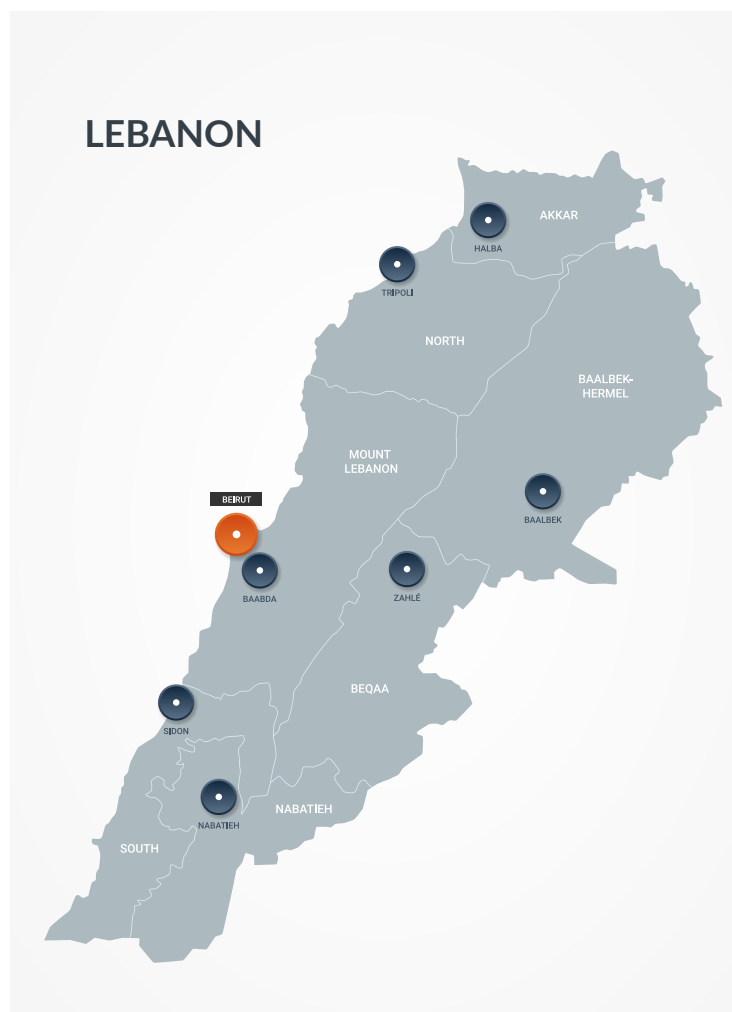 LEBANON
AKKAR
HALBA
TRIPOLI
NORTH
BAALBEK-
HERMEL
MOUNT
LEBANON
BEIRUT
BAALBEK
BAABDA
ZAHLÉ
BEQAA
SIDON
NABATIEH
NABATIEH
SOUTH